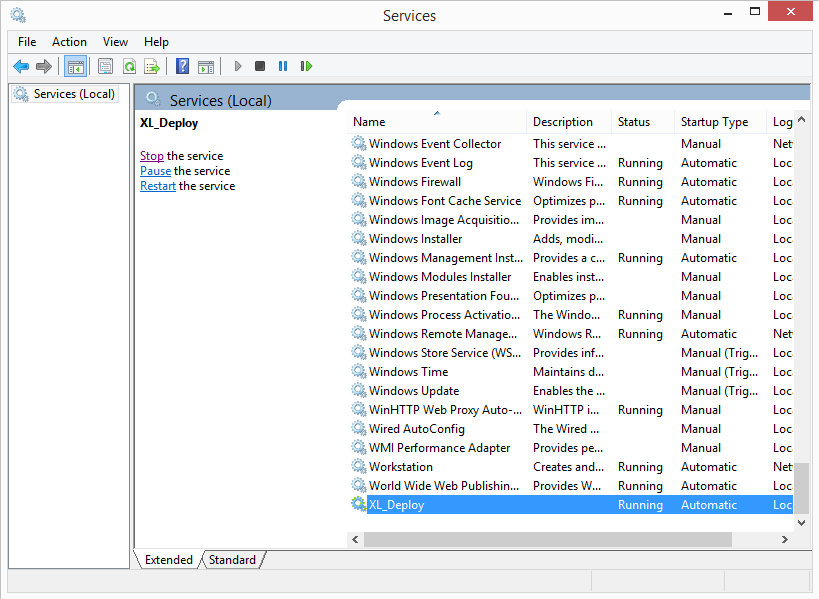 Services
File Action View Help
Services (Local)
Services (Local)
XL_Deploy
Stop the service
Pause the service
Restart the service
Name Description Status Startup Type Log
Windows Event Collector This service ... Manual Net
Windows Event Log This service ... Running Automatic Loc
Windows Firewall Windows Fi... Running Automatic Loc
Windows Font Cache Service Optimizes p... Running Automatic Loc
Windows Image Acquisitio... Provides im... Manual Loc
Windows Installer Adds, modi... Manual Loc
Windows Management Inst... Provides a c... Running Automatic Loc
Windows Modules Installer Enables inst... Manual Loc
Windows Presentation Fou... Optimizes p... Manual Loc
Windows Process Activatio... The Windo... Running Manual Loc
Windows Remote Manage... Windows R... Running Automatic Net
Windows Store Service (WS... Provides inf... Manual (Trig... Loc
Windows Time Maintains d... Manual (Trig... Loc
Windows Update Enables the ... Manual (Trig... Loc
WinHTTP Web Proxy Auto-... WinHTTP i... Running Manual Loc
Wired AutoConfig The Wired ... Manual Loc
WMI Performance Adapter Provides pe... Manual Loc
Workstation Creates and... Running Automatic Net
World Wide Web Publishin... Provides W... Running Automatic Loc
XL_Deploy Running Automatic Loc
Extended Standard